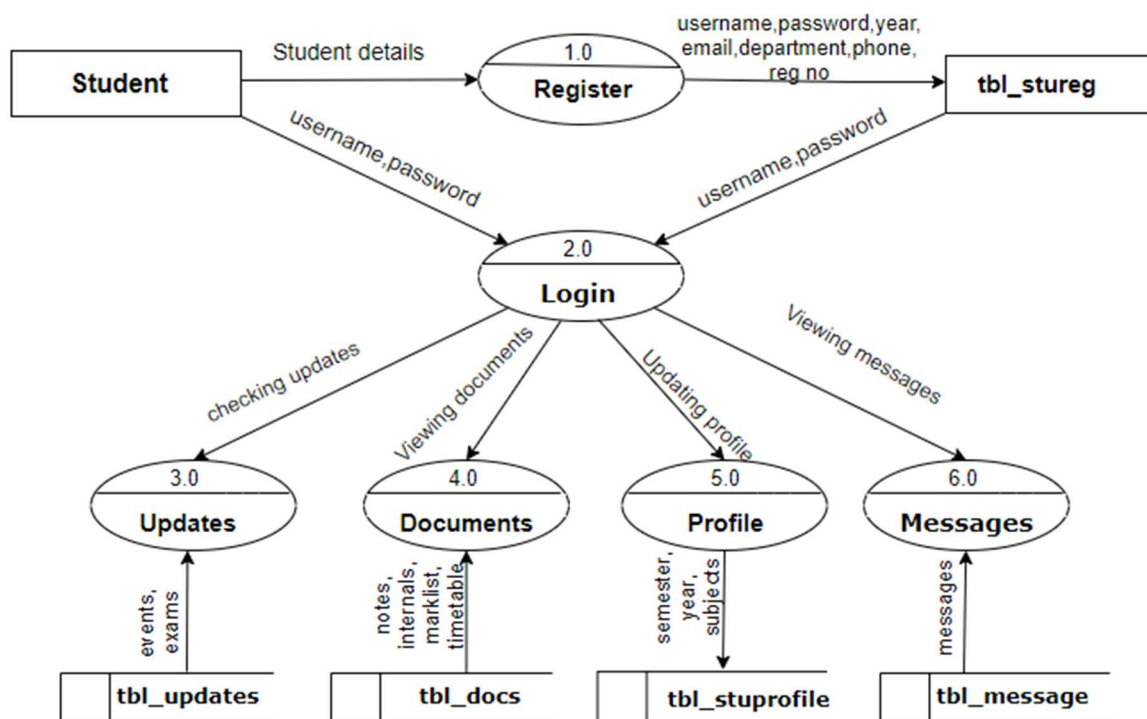 Student
Student details
1.0
Register
username,password,year,
email,department,phone,
reg no
tbl_stureg
username,password
username,password
2.0
Login
checking updates
Viewing documents
Updating profile
Viewing messages
3.0
Updates
4.0
Documents
5.0
Profile
6.0
Messages
events,
exams
notes,
internals,
marklist,
timetable
semester,
year,
subjects
messages
tbl_updates
tbl_docs
tbl_stuprofile
tbl_message